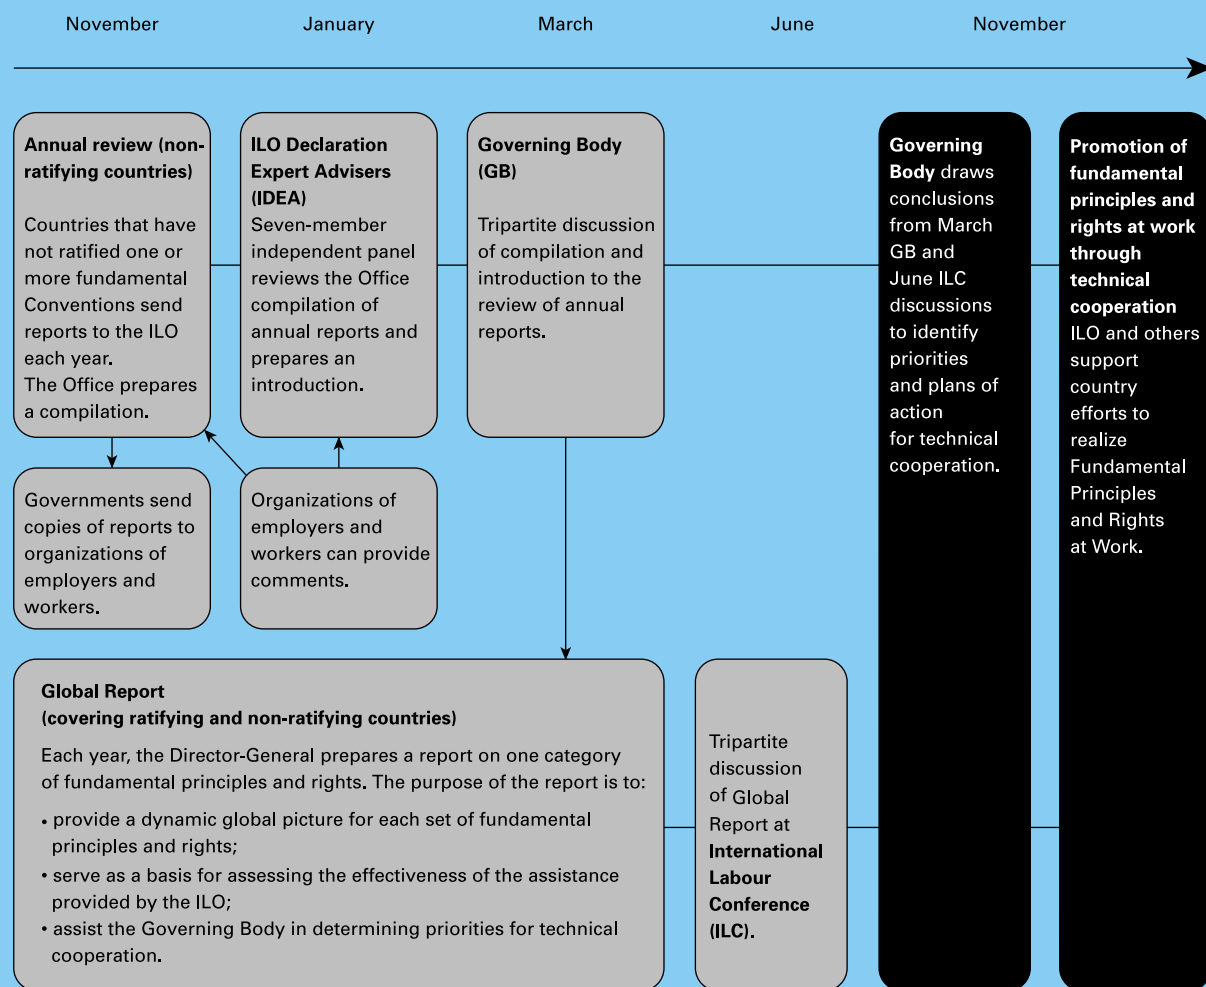 November
January
March
June
November
Annual review (non-
ratifying countries)
Countries that have
not ratified one or
more fundamental
Conventions send
reports to the ILO
each year.
The Office prepares
a compilation.
ILO Declaration
Expert Advisers
(IDEA)
Seven-member
independent panel
reviews the Office
compilation of
annual reports and
prepares an
introduction.
Governing Body
(GB)
Tripartite discussion
of compilation and
introduction to the
review of annual
reports.
Governing
Body draws
conclusions
from March
GB and
June ILC
discussions
to identify
priorities
and plans of
action
for technical
cooperation.
Promotion of
fundamental
principles and
rights at work
through
technical
cooperation
ILO and others
support
country
efforts to
realize
Fundamental
Principles
and Rights
at Work.
Governments send
copies of reports to
organizations of
employers and
workers.
Organizations of
employers and
workers can provide
comments.
Global Report
(covering ratifying and non-ratifying countries)
Each year, the Director-General prepares a report on one category
of fundamental principles and rights. The purpose of the report is to:
• provide a dynamic global picture for each set of fundamental
principles and rights;
• serve as a basis for assessing the effectiveness of the assistance
provided by the ILO;
• assist the Governing Body in determining priorities for technical
cooperation.
Tripartite
discussion
of Global
Report at
International
Labour
Conference
(ILC).